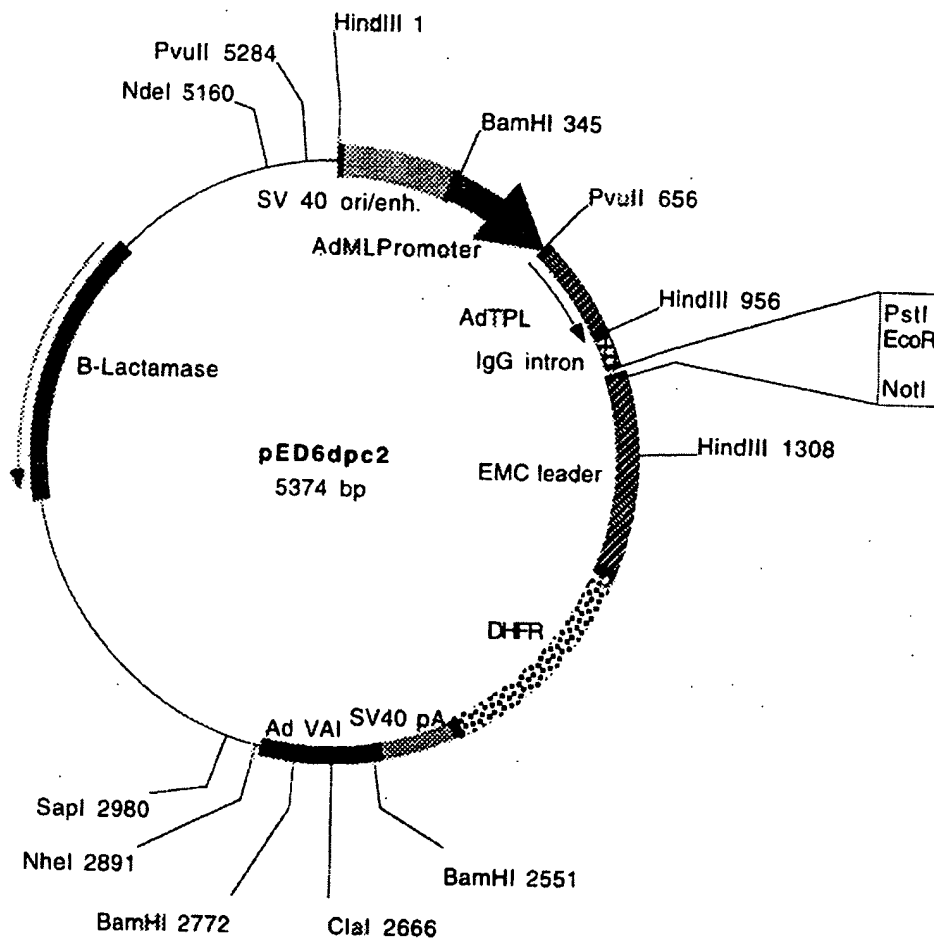 HindIII 1
PvuII 5284
NdeI 5160
BamHI 345
SV 40 ori/enh.
PvuII 656
AdMLPromoter
HindIII 956
AdTPL
PstI
EcoR
IgG intron
NotI
B-Lactamase
pED6dpc2
5374 bp
HindIII 1308
EMC leader
DHFR
SV40 pA
Ad VAI
SapI 2980
NheI 2891
BamHI 2551
BamHI 2772
ClaI 2666